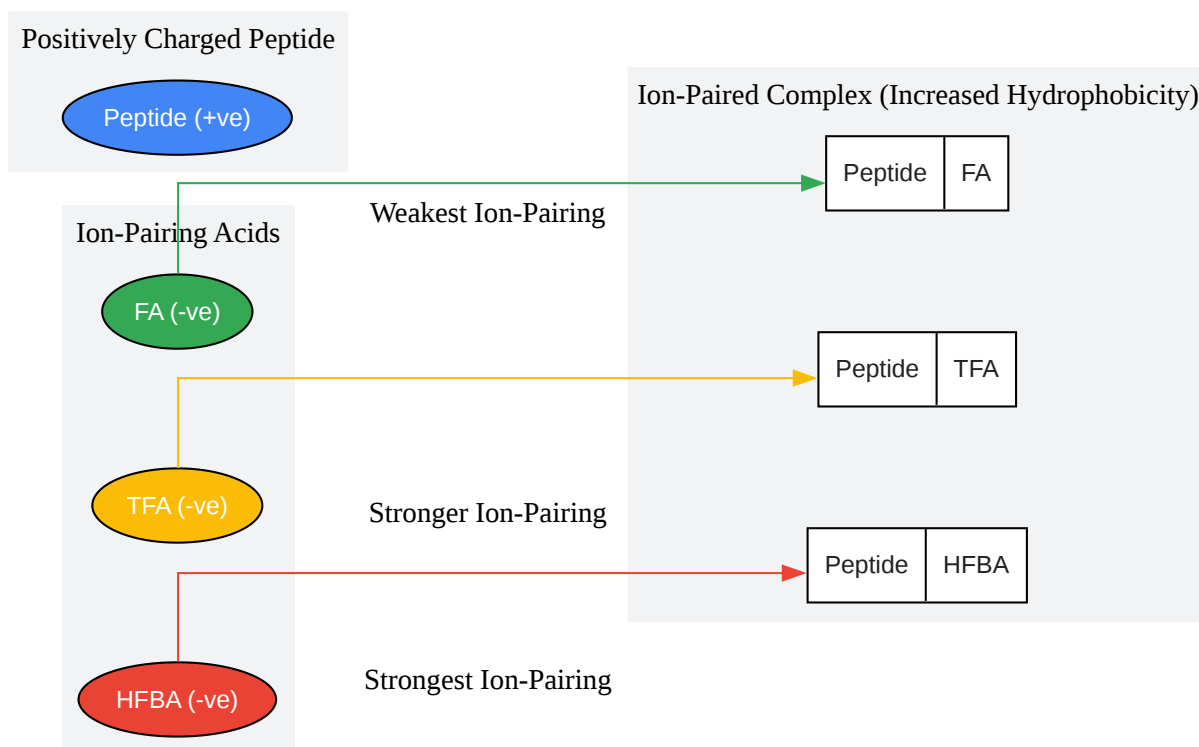 Positively Charged Peptide
Peptide (+ve)
Ion-Paired Complex (Increased Hydrophobicity)
Peptide FA
Weakest Ion-Pairing
Ion-Pairing Acids
FA (-ve)
Peptide TFA
TFA (-ve)
Stronger Ion-Pairing
Peptide HFBA
Strongest Ion-Pairing
HFBA (-ve)